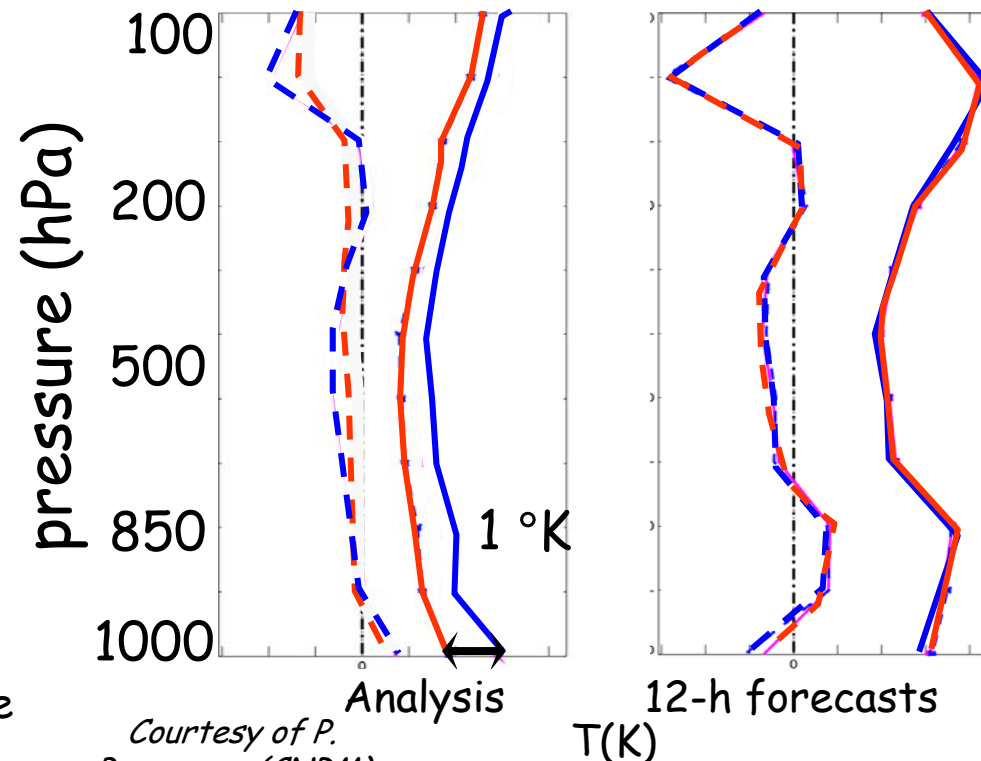 pressure (hPa)
100
200
500
850
1000
1 °K
0
0
Analysis
12-h forecasts
T(K)
Courtesy of P.